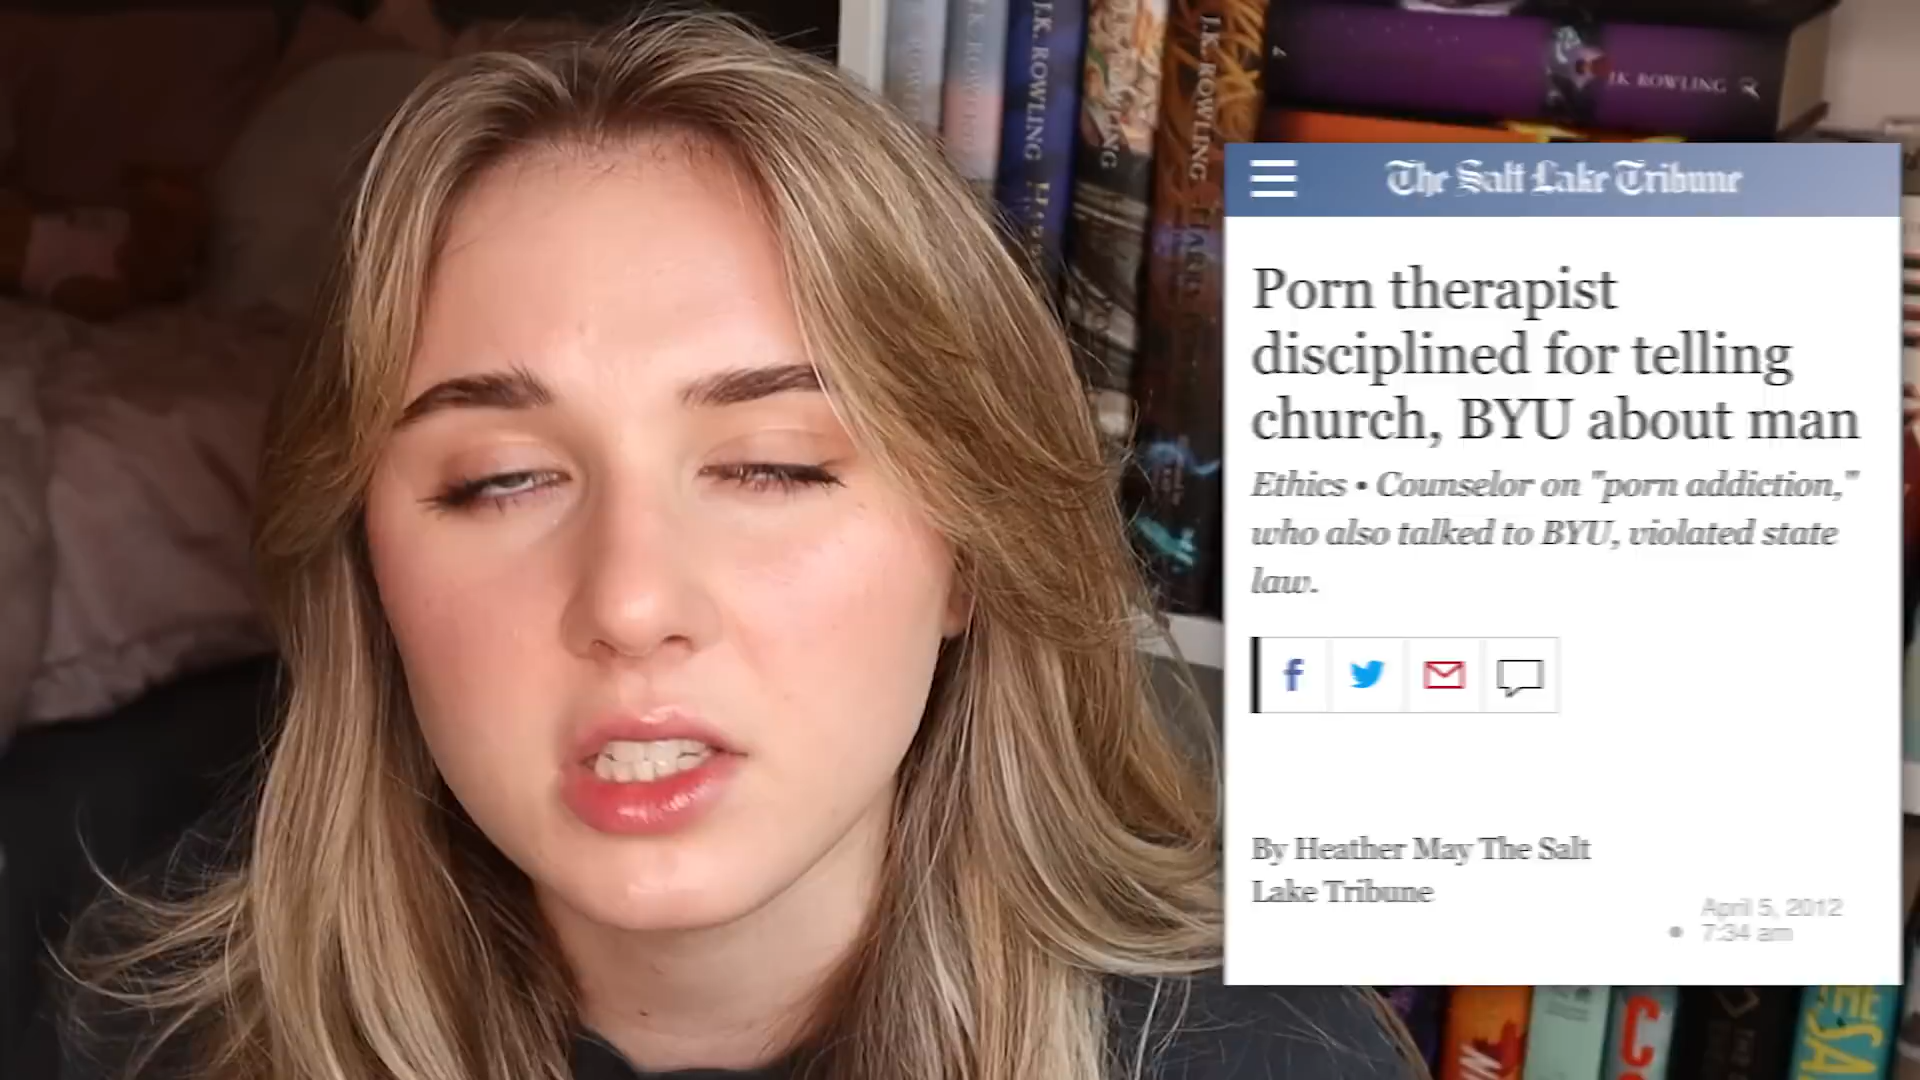 J.K. ROWLING
J.K. ROWLING
J.K. ROWLING
J.K. ROWLING
The Salt Lake Tribune
Porn therapist
disciplined for telling
church, BYU about man
Ethics • Counselor on "porn addiction,"
who also talked to BYU, violated state
law.
By Heather May The Salt
Lake Tribune
April 5, 2012
• 7:34 am
THE